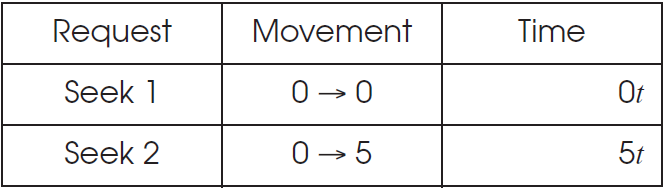 Request Movement Time
Seek 1 0 → 0 0t
Seek 2 0 → 5 5t